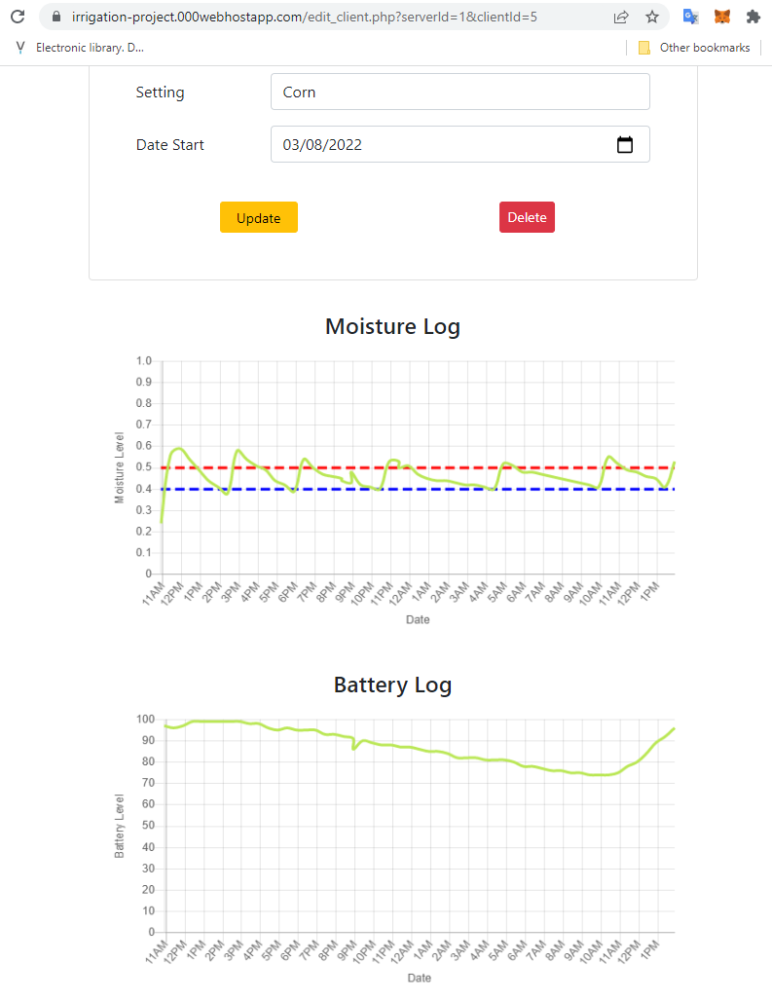 irrigation-project.000webhostapp.com/edit_client.php?serverId=1&clientId=5
Electronic library. D...
Other bookmarks
Setting
Corn
Date Start
03/08/2022
Update
Delete
Moisture Log
Moisture Level
1.0
0.9
0.8
0.7
0.6
0.5
0.4
0.3
0.2
0.1
0
11AM 12PM 1PM 2PM 3PM 4PM 5PM 6PM 7PM 8PM 9PM 10PM 11PM 12AM 1AM 2AM 3AM 4AM 5AM 6AM 7AM 8AM 9AM 10AM 11AM 12PM 1PM
Date
Battery Log
Battery Level
100
90
80
70
60
50
40
30
20
10
0
11AM 12PM 1PM 2PM 3PM 4PM 5PM 6PM 7PM 8PM 9PM 10PM 11PM 12AM 1AM 2AM 3AM 4AM 5AM 6AM 7AM 8AM 9AM 10AM 11AM 12PM 1PM
Date